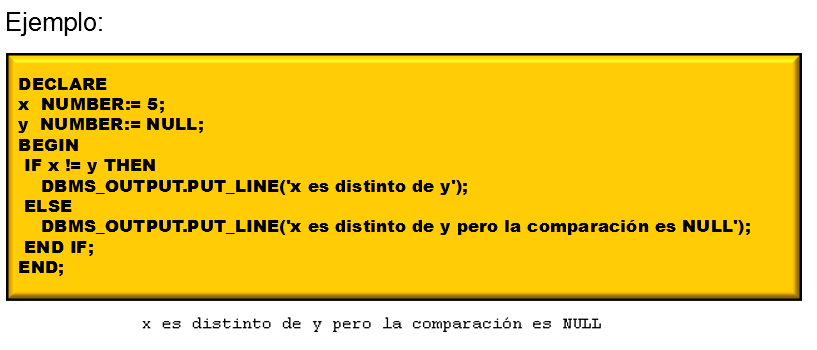 Ejemplo:
DECLARE
x NUMBER:= 5;
y NUMBER:= NULL;
BEGIN
IF x != y THEN
DBMS_OUTPUT.PUT_LINE('x es distinto de y');
ELSE
DBMS_OUTPUT.PUT_LINE('x es distinto de y pero la comparación es NULL');
END IF;
END;
x es distinto de y pero la comparación es NULL